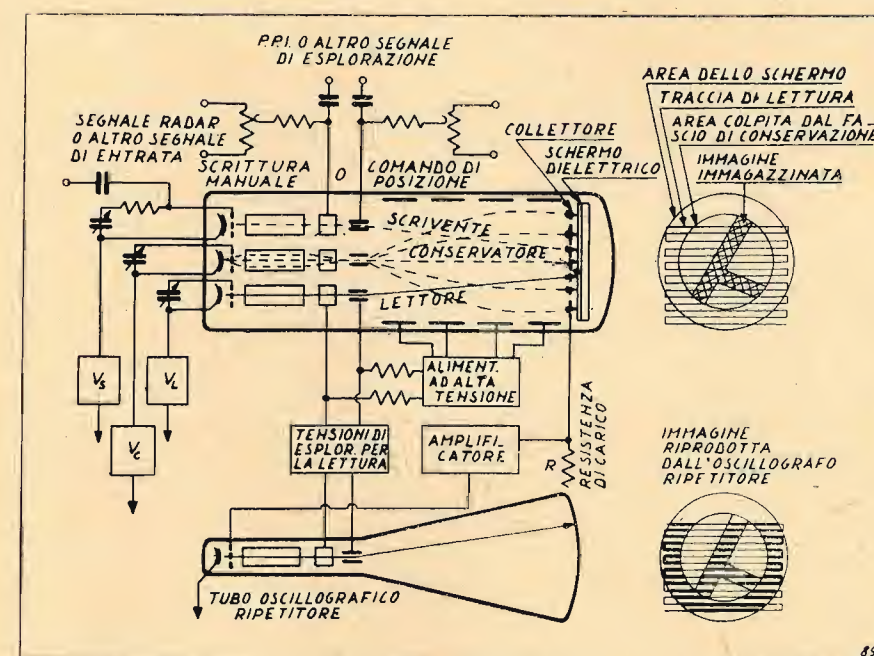 P.P.I. O ALTRO SEGNALE
DI ESPLORAZIONE
SEGNALE RADAR
O ALTRO SEGNALE
DI ENTRATA
SCRITTURA
MANUALE
O
COMANDO DI
POSIZIONE
COLLETTORE
SCHERMO
DIELETTRICO
AREA DELLO SCHERMO
TRACCIA DI LETTURA
AREA COLPITA DAL FA-
SCIO DI CONSERVAZIONE
IMMAGINE
IMMAGAZZINATA
SCRIVENTE
CONSERVATORE
LETTORE
VS
VL
VC
ALIMENT.
AD ALTA
TENSIONE
TENSIONI DI
ESPLOR. PER
LA LETTURA
AMPLIFI-
CATORE
R
RESISTENZA
DI CARICO
IMMAGINE
RIPRODOTTA
DALL'OSCILLOGRAFO
RIPETITORE
TUBO OSCILLOGRAFICO
RIPETITORE